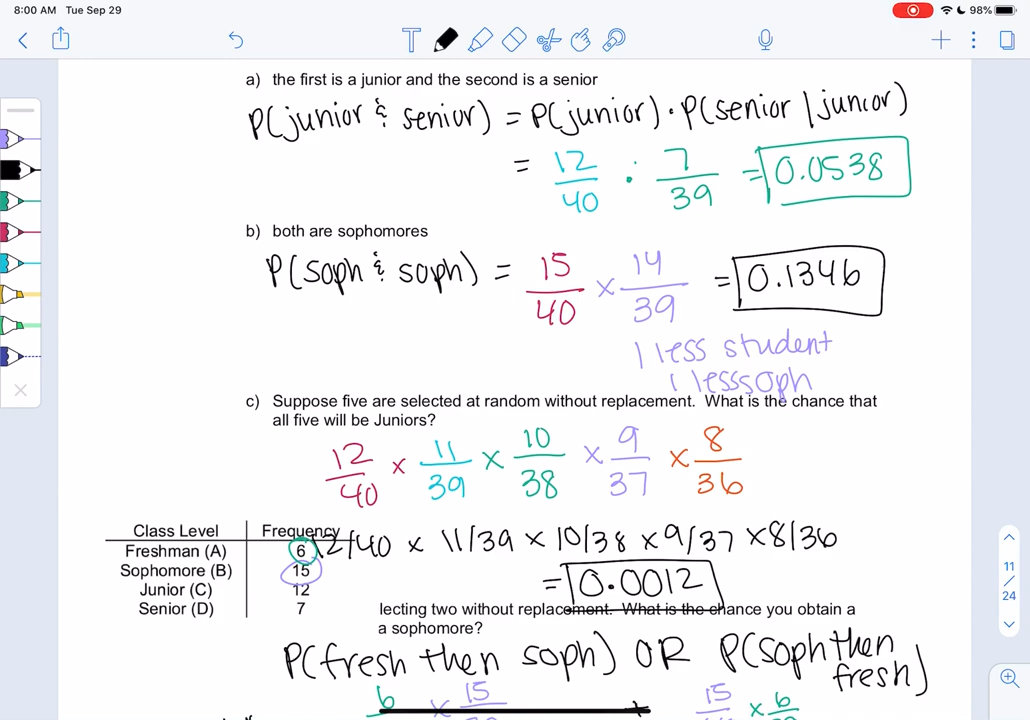 8:00 AM Tue Sep 29 98%
T
a) the first is a junior and the second is a senior
P(junior & senior) = P(junior) · P(senior | junior)
= 12/40 · 7/39 = 0.0538
b) both are sophomores
P(soph & soph) = 15/40 × 14/39 = 0.1346
1 less student
1 less soph
c) Suppose five are selected at random without replacement. What is the chance that
all five will be Juniors?
12/40 × 11/39 × 10/38 × 9/37 × 8/36
Class Level Frequency
Freshman (A) 6
Sophomore (B) 15
Junior (C) 12
Senior (D) 7
12/40 × 11/39 × 10/38 × 9/37 × 8/36
= 0.0012
lecting two without replacement. What is the chance you obtain a
a sophomore?
P(fresh then soph) OR P(soph then
fresh)
6 × 15
15 × 6
11
/
24